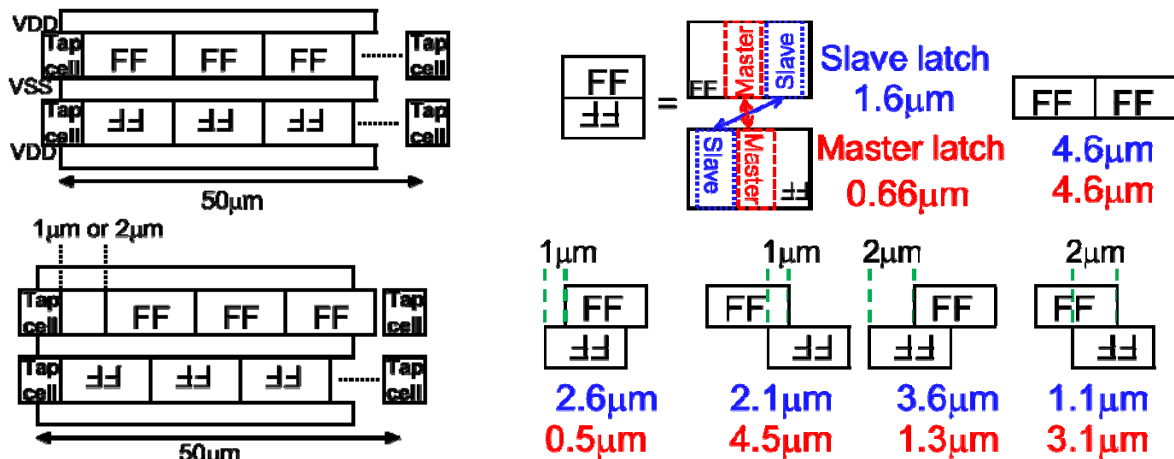 VDD
Tap cell FF FF FF Tap cell
VSS
Tap cell FF FF FF Tap cell
VDD
50µm
1µm or 2µm
Tap cell FF FF FF Tap cell
Tap cell FF FF FF Tap cell
50µm
FF
FF
=
FF Master Slave
Slave Master FF
Slave latch
1.6µm
Master latch
0.66µm
FF FF
4.6µm
4.6µm
1µm
FF
FF
2.6µm
0.5µm
1µm
FF
FF
2.1µm
4.5µm
2µm
FF
FF
3.6µm
1.3µm
2µm
FF
FF
1.1µm
3.1µm